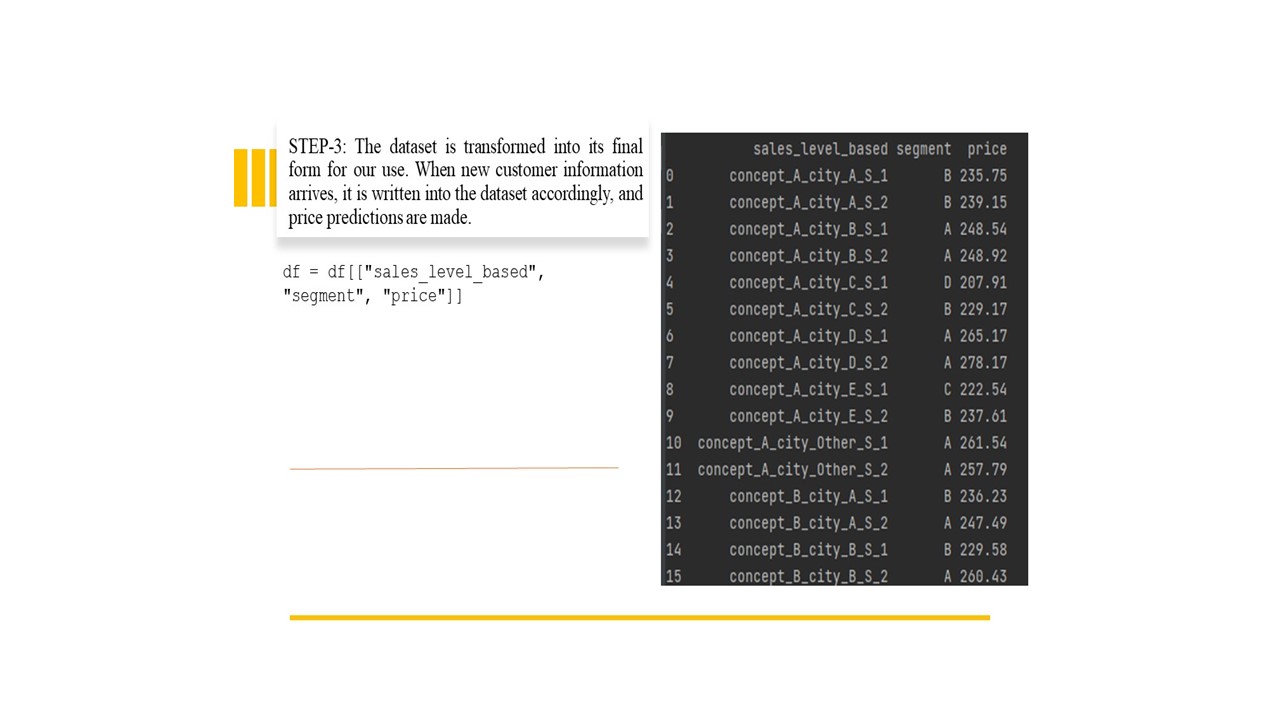 STEP-3: The dataset is transformed into its final
form for our use. When new customer information
arrives, it is written into the dataset accordingly, and
price predictions are made.
df = df[["sales_level_based",
"segment", "price"]]
sales_level_based segment price
0 concept_A_city_A_S_1 B 235.75
1 concept_A_city_A_S_2 B 239.15
2 concept_A_city_B_S_1 A 248.54
3 concept_A_city_B_S_2 A 248.92
4 concept_A_city_C_S_1 D 207.91
5 concept_A_city_C_S_2 B 229.17
6 concept_A_city_D_S_1 A 265.17
7 concept_A_city_D_S_2 A 278.17
8 concept_A_city_E_S_1 C 222.54
9 concept_A_city_E_S_2 B 237.61
10 concept_A_city_Other_S_1 A 261.54
11 concept_A_city_Other_S_2 A 257.79
12 concept_B_city_A_S_1 B 236.23
13 concept_B_city_A_S_2 A 247.49
14 concept_B_city_B_S_1 B 229.58
15 concept_B_city_B_S_2 A 260.43